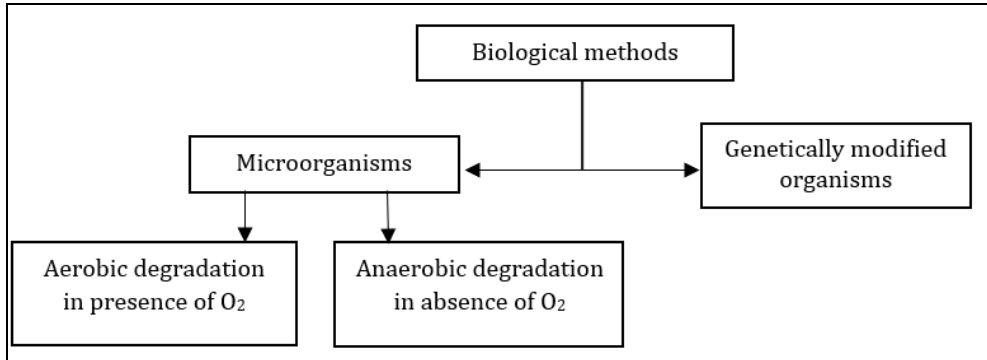 Biological methods
Microorganisms
Genetically modified
organisms
Aerobic degradation
in presence of O₂
Anaerobic degradation
in absence of O₂